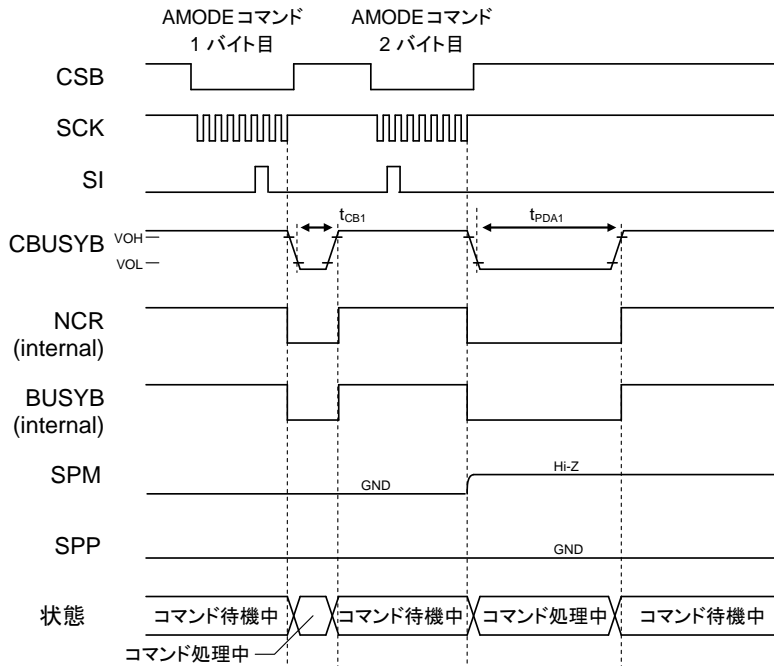 AMODEコマンド
1 バイト目
AMODEコマンド
2 バイト目
CSB
SCK
SI
tCB1
tPDA1
CBUSYB
VOH
VOL
NCR
(internal)
BUSYB
(internal)
SPM
GND
Hi-Z
SPP
GND
状態
コマンド待機中
コマンド待機中
コマンド処理中
コマンド待機中
コマンド処理中